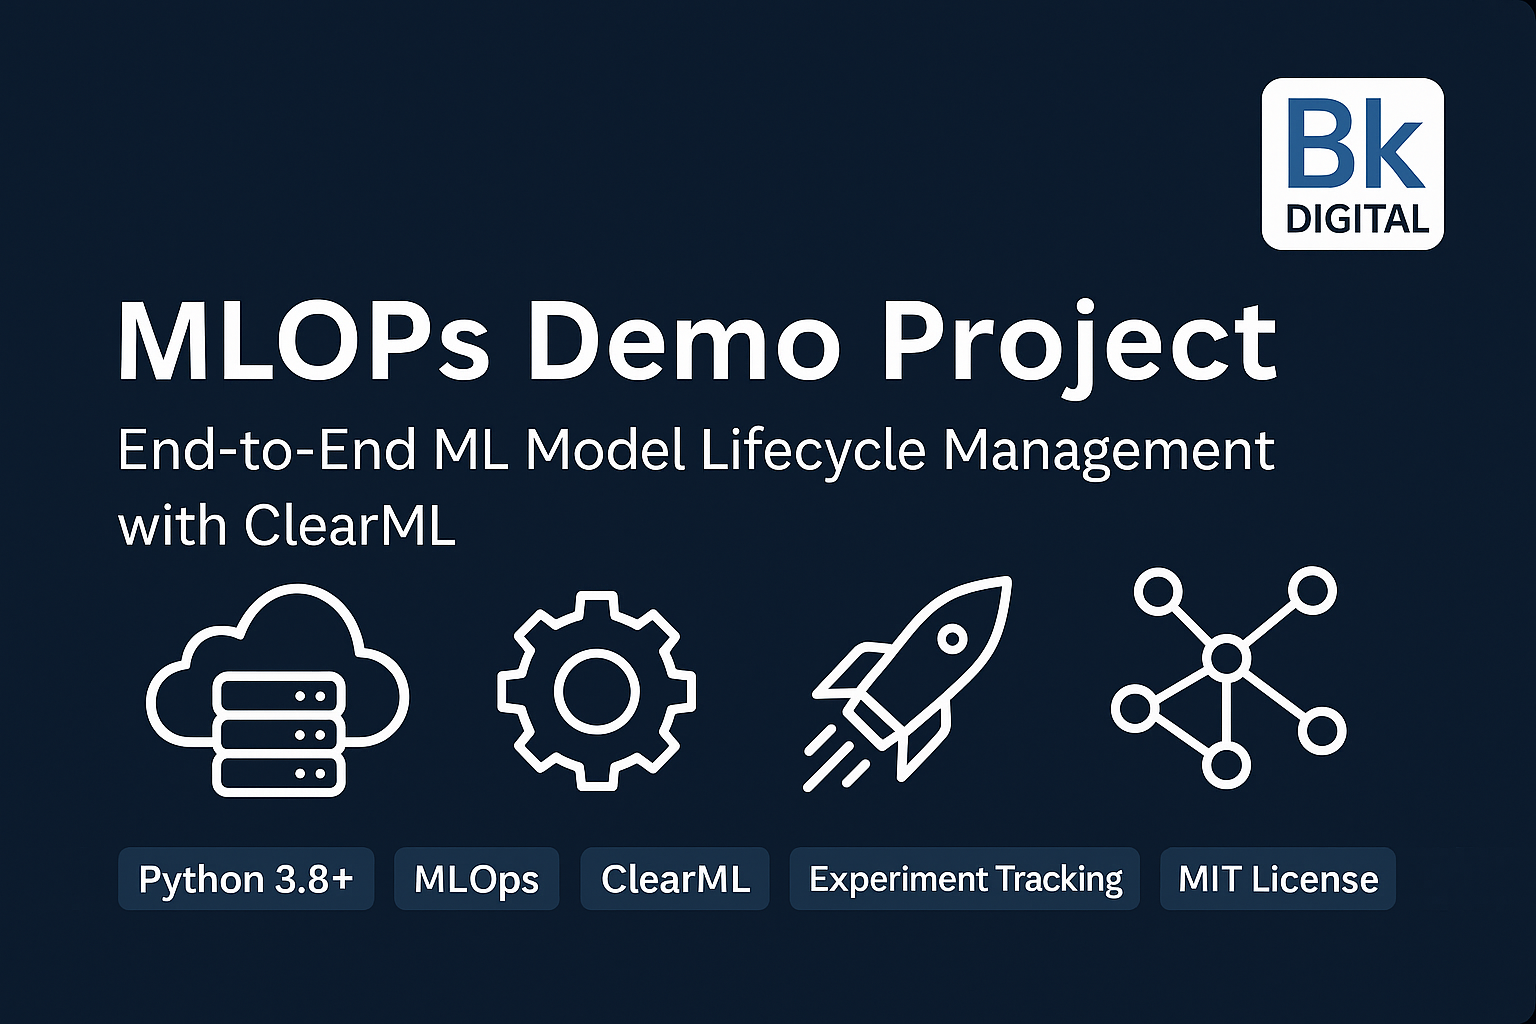 Bk
DIGITAL
MLOPs Demo Project
End-to-End ML Model Lifecycle Management
with ClearML
Python 3.8+
MLOps
ClearML
Experiment Tracking
MIT License